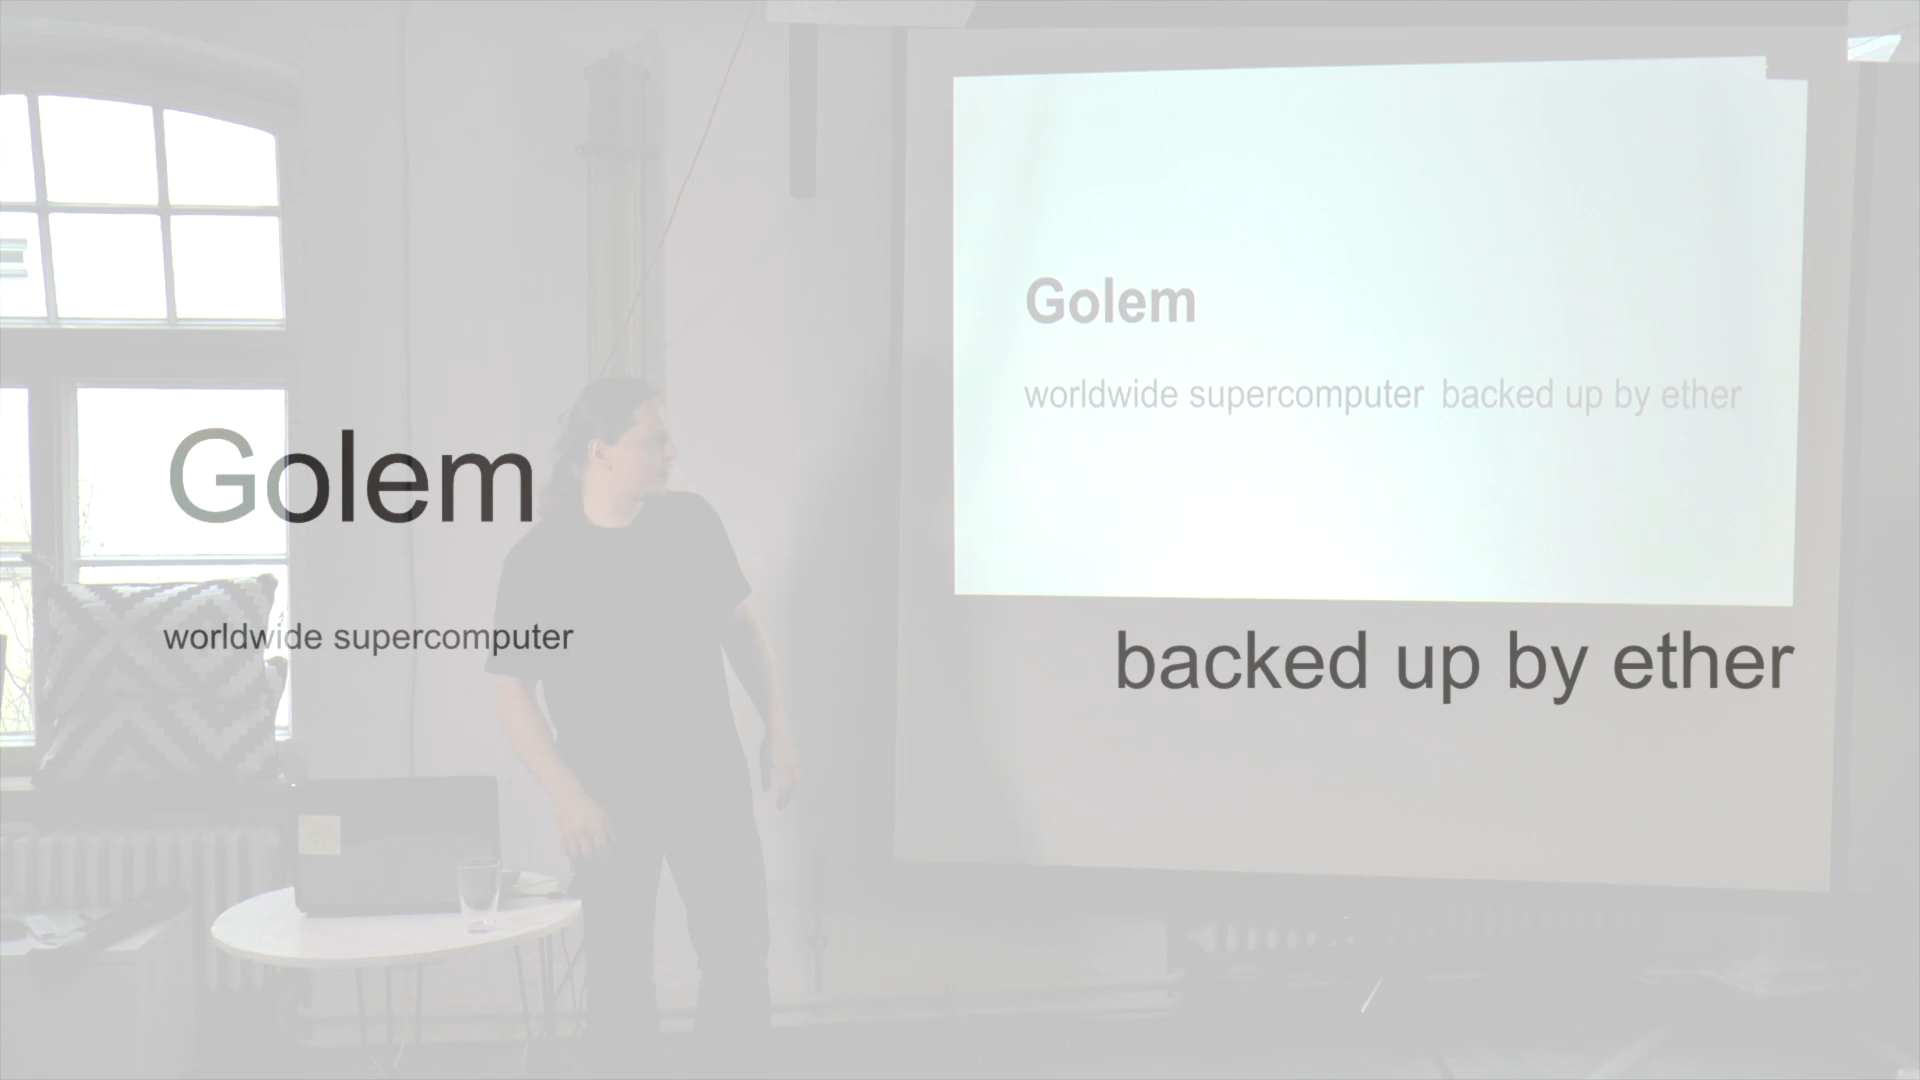 Golem
worldwide supercomputer backed up by ether
Golem
worldwide supercomputer
backed up by ether